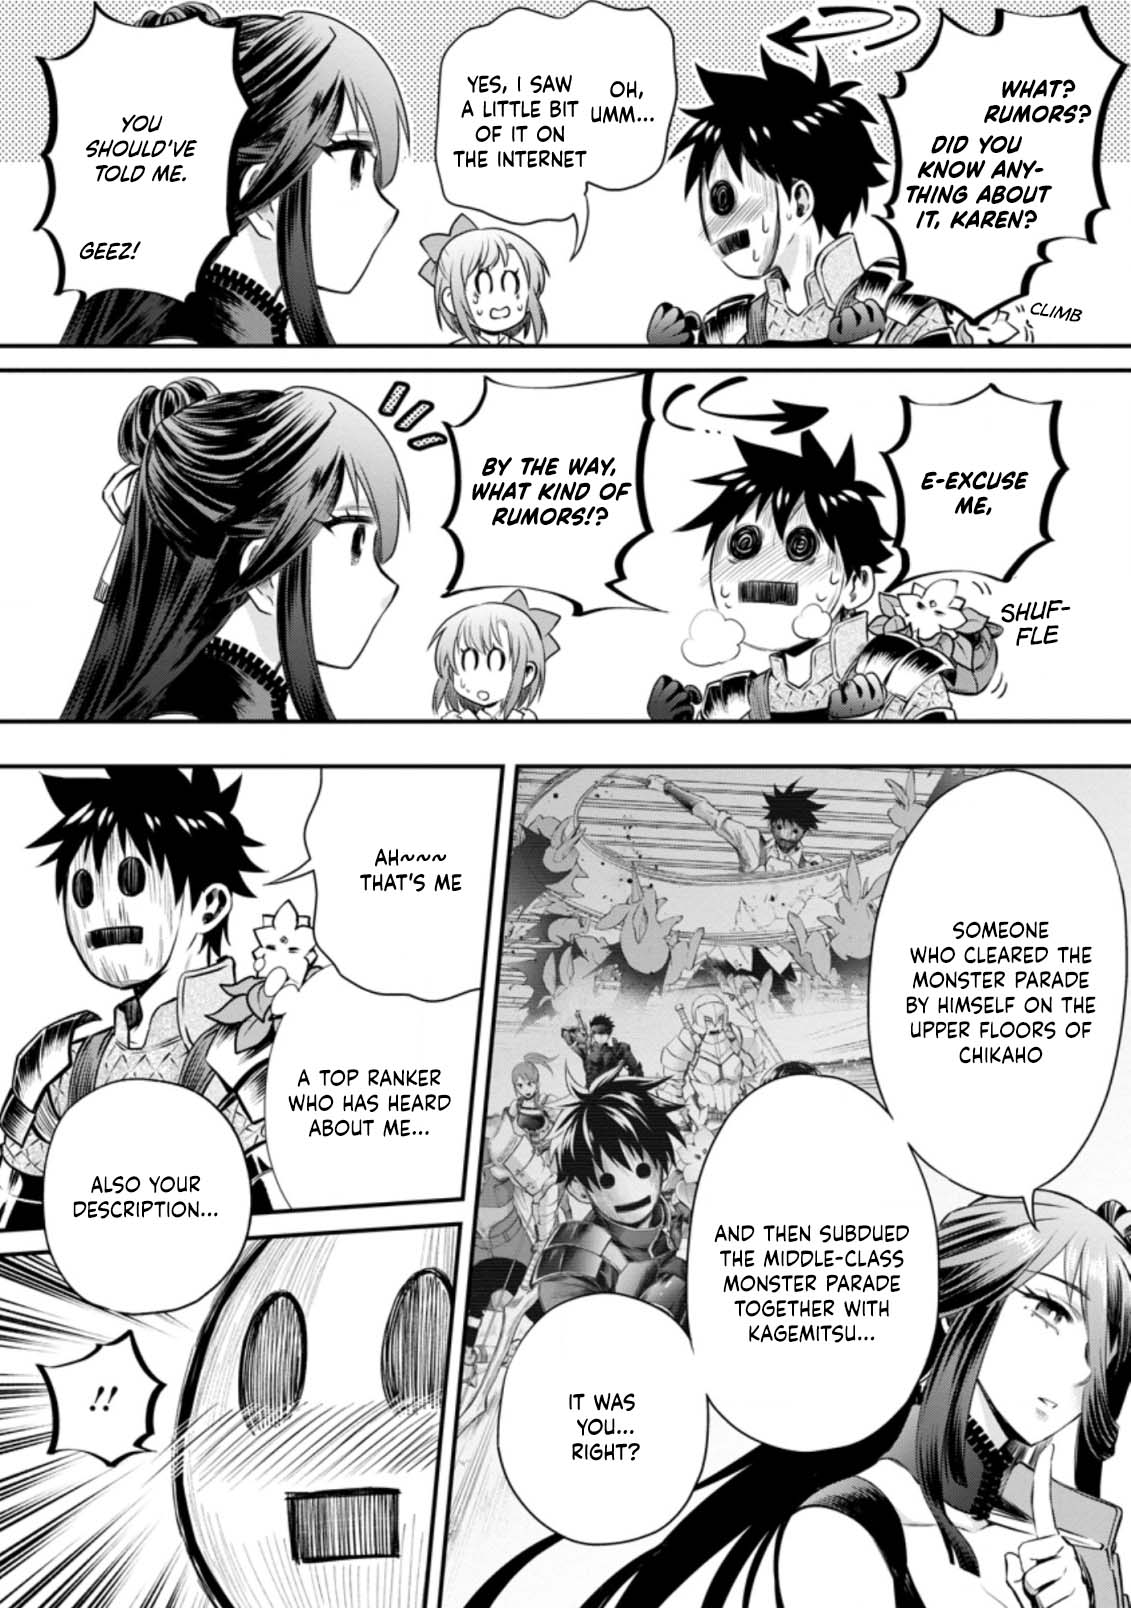 WHAT?
RUMORS?
DID YOU
KNOW ANY-
THING ABOUT
IT, KAREN?
CLIMB
OH,
UMM...
YES, I SAW
A LITTLE BIT
OF IT ON
THE INTERNET
YOU
SHOULD'VE
TOLD ME.
GEEZ!
E-EXCUSE
ME,
SHUF-
FLE
BY THE WAY,
WHAT KIND OF
RUMORS!?
SOMEONE
WHO CLEARED THE
MONSTER PARADE
BY HIMSELF ON THE
UPPER FLOORS OF
CHIKAHO
AND THEN SUBDUED
THE MIDDLE-CLASS
MONSTER PARADE
TOGETHER WITH
KAGEMITSU...
IT WAS
YOU...
RIGHT?
AH~~~
THAT'S ME
A TOP RANKER
WHO HAS HEARD
ABOUT ME...
ALSO YOUR
DESCRIPTION...
!!